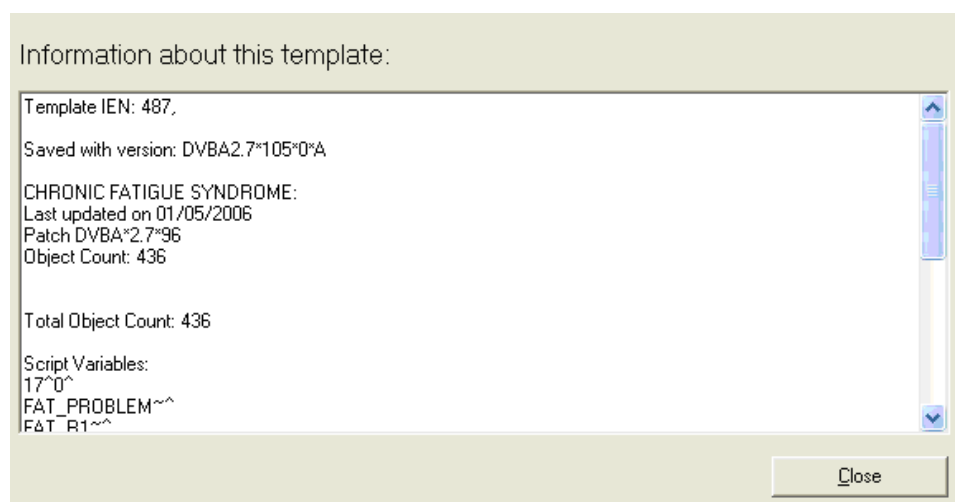 Information about this template:
Template IEN: 487,
Saved with version: DVBA2.7*105*0*A
CHRONIC FATIGUE SYNDROME:
Last updated on 01/05/2006
Patch DVBA*2.7*96
Object Count: 436
Total Object Count: 436
Script Variables:
17^0^
FAT_PROBLEM~^
FAT_R1~^
Close